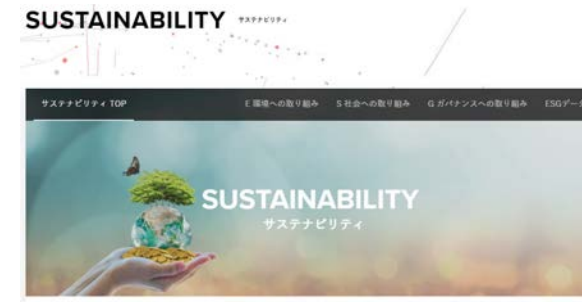 SUSTAINABILITY サステナビリティ
サステナビリティ TOP E 環境への取り組み S 社会への取り組み G ガバナンスへの取り組み ESGデータ
SUSTAINABILITY
サステナビリティ